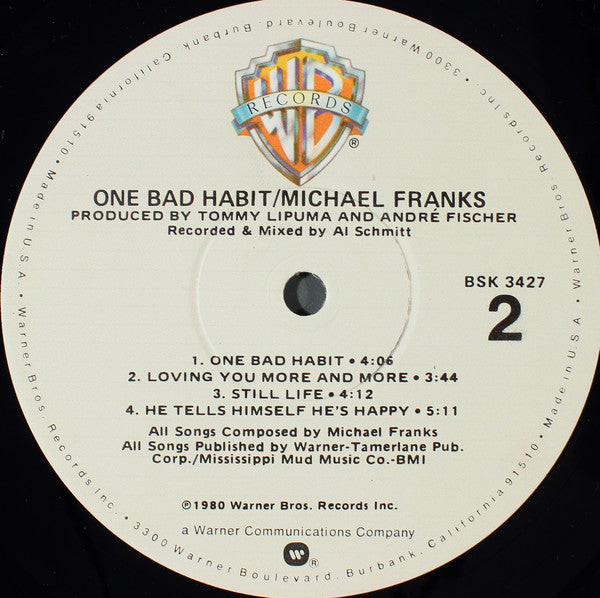 WB
RECORDS
®
ONE BAD HABIT/MICHAEL FRANKS
PRODUCED BY TOMMY LIPUMA AND ANDRÉ FISCHER
Recorded & Mixed by Al Schmitt
BSK 3427
2
1. ONE BAD HABIT • 4:06
2. LOVING YOU MORE AND MORE • 3:44
3. STILL LIFE • 4:12
4. HE TELLS HIMSELF HE'S HAPPY • 5:11
All Songs Composed by Michael Franks
All Songs Published by Warner-Tamerlane Pub.
Corp./Mississippi Mud Music Co.-BMI
℗1980 Warner Bros. Records Inc.
a Warner Communications Company
W ®
Warner Bros. Records Inc. • 3300 Warner Boulevard, Burbank, California 91510 • Made in U.S.A. •
Warner Bros. Records Inc. • 3300 Warner Boulevard, Burbank, California 91510 • Made in U.S.A. •